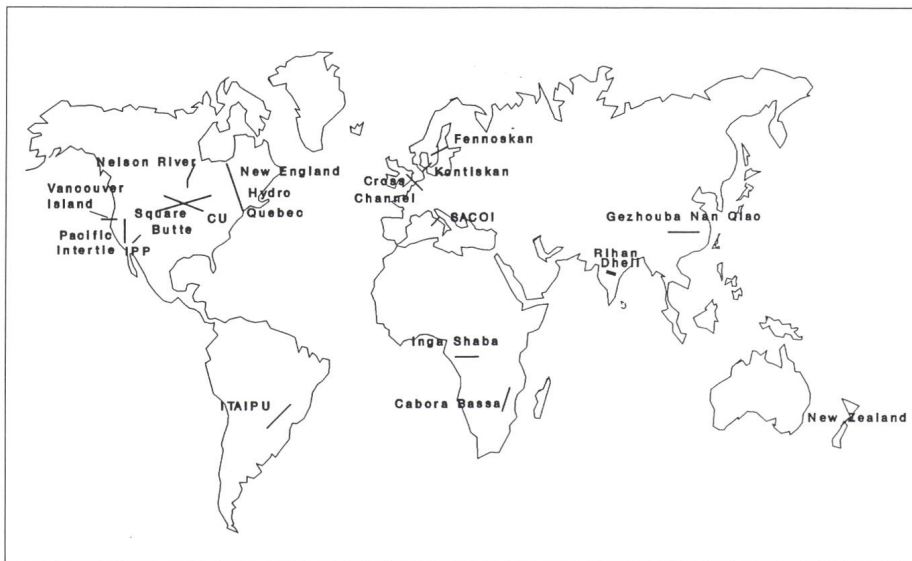 Fennoskan
Nelson River
New England
Kontiskan
Cross
Channel
Vancouver
Island
Hydro
Quebec
Square
Butte
CU
SACOI
Gezhouba Nan Qiao
Pacific
Intertie
IPP
Rihan
Dheli
Inga Shaba
ITAIPU
Cabora Bassa
New Zealand